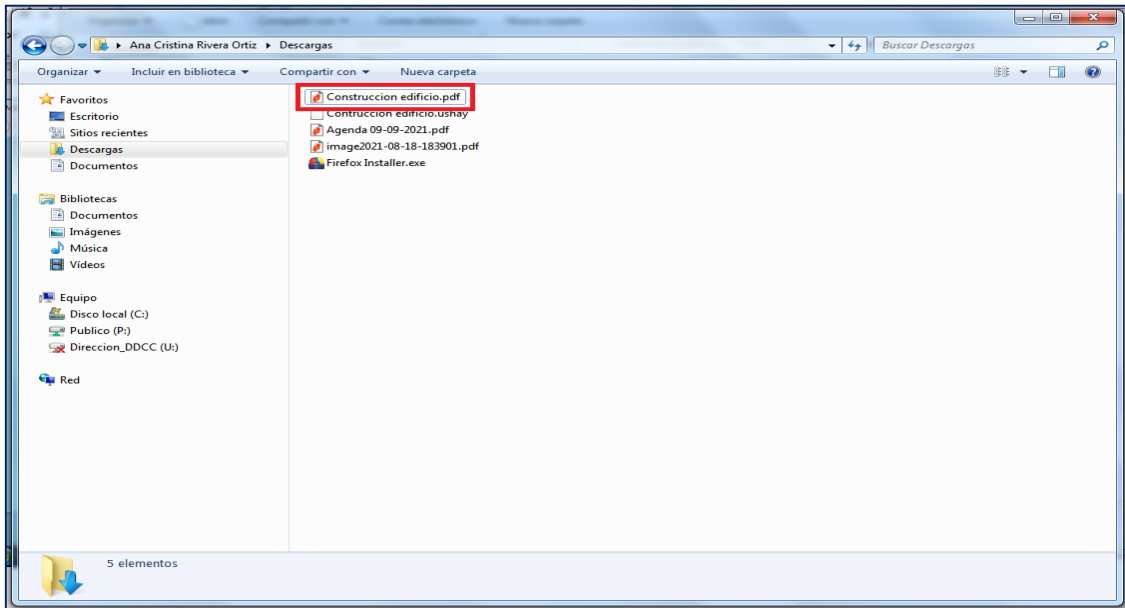 Ana Cristina Rivera Ortiz ▸ Descargas
Buscar Descargas
Organizar Incluir en biblioteca Compartir con Nueva carpeta
Favoritos
Escritorio
Sitios recientes
Descargas
Documentos
Bibliotecas
Documentos
Imágenes
Música
Vídeos
Equipo
Disco local (C:)
Publico (P:)
Direccion_DDCC (U:)
Red
Construccion edificio.pdf
Contruccion edificio.ushay
Agenda 09-09-2021.pdf
image2021-08-18-183901.pdf
Firefox Installer.exe
5 elementos